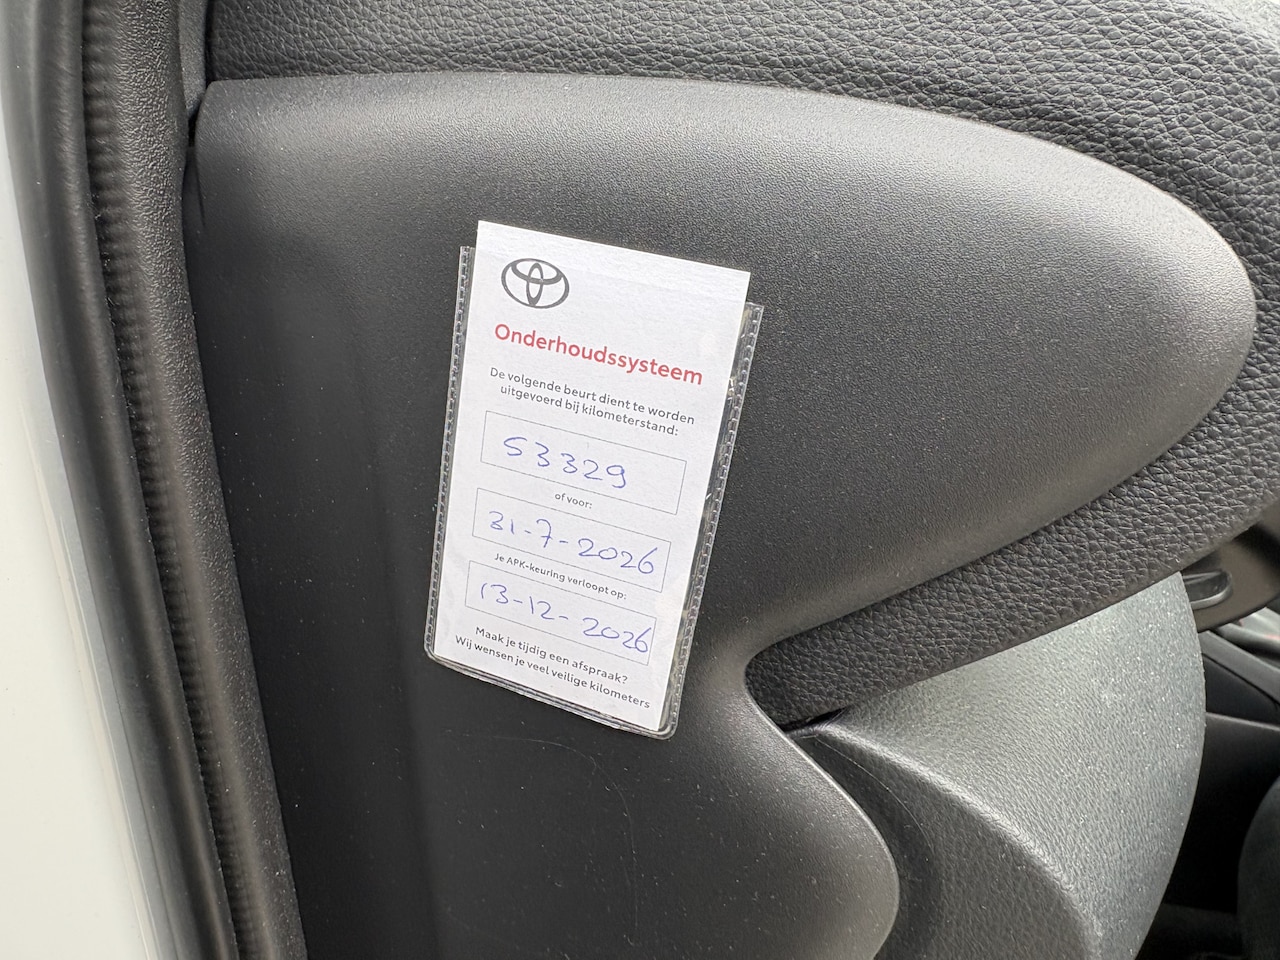 Onderhoudssysteem
De volgende beurt dient te worden
uitgevoerd bij kilometerstand:
53329
of voor:
31-7-2026
Je APK-keuring verloopt op:
13-12-2026
Maak je tijdig een afspraak?
Wij wensen je veel veilige kilometers